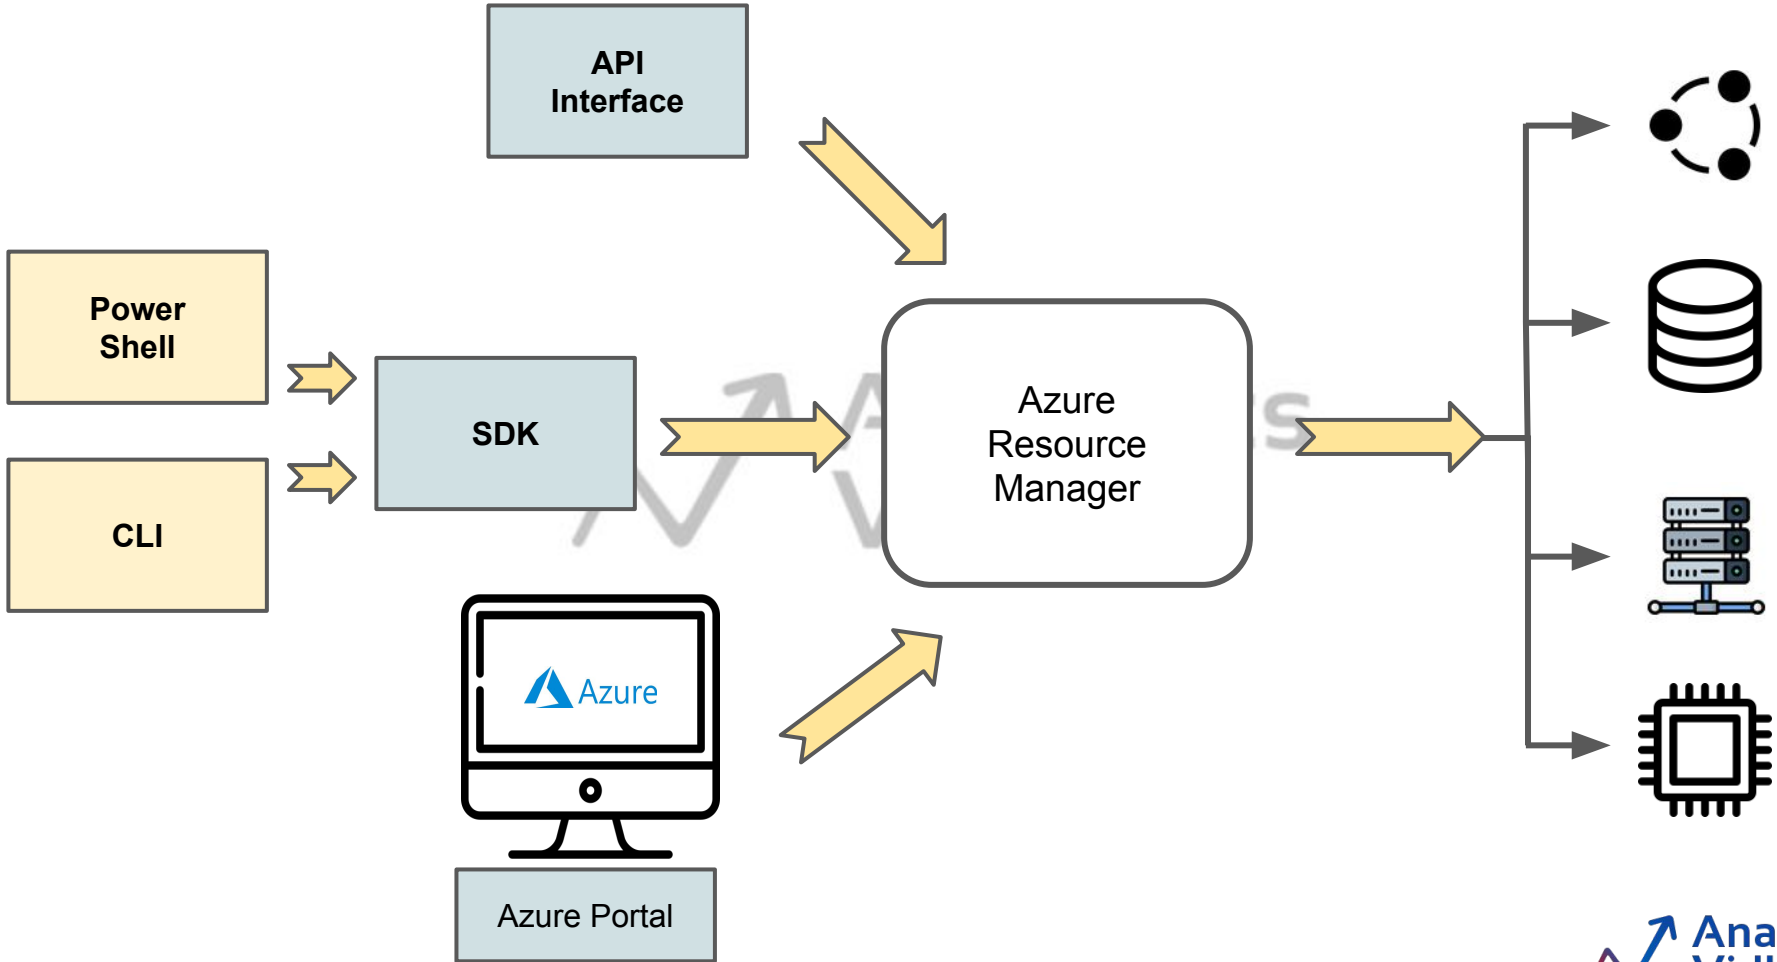 API
Interface
Power
Shell
SDK
CLI
Azure
Resource
Manager
Azure
Azure Portal
Ana